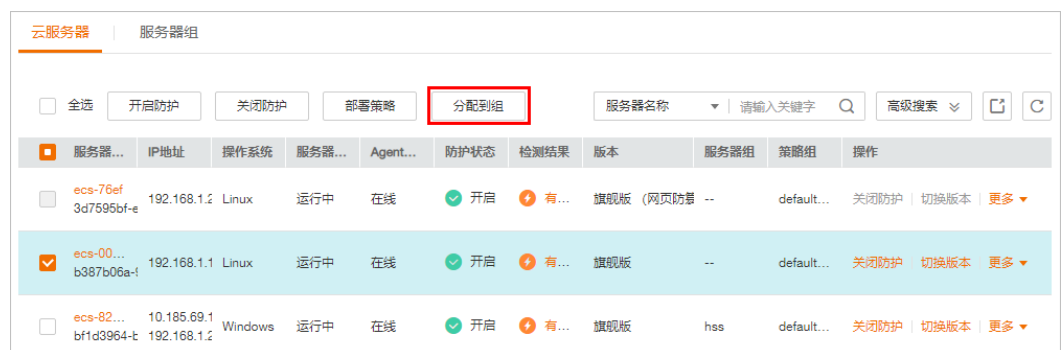 云服务器 服务器组
全选 开启防护 关闭防护 部署策略 分配到组 服务器名称 请输入关键字 高级搜索
服务器... IP地址 操作系统 服务器... Agent... 防护状态 检测结果 版本 服务器组 策略组 操作
ecs-76ef
3d7595bf-e 192.168.1.2 Linux 运行中 在线 开启 有... 旗舰版 (网页防 -- default... 关闭防护 切换版本 更多
ecs-00...
b387b06a-9 192.168.1.1 Linux 运行中 在线 开启 有... 旗舰版 -- default... 关闭防护 切换版本 更多
ecs-82... 10.185.69.1
bf1d3964-b 192.168.1.2 Windows 运行中 在线 开启 有... 旗舰版 hss default... 关闭防护 切换版本 更多